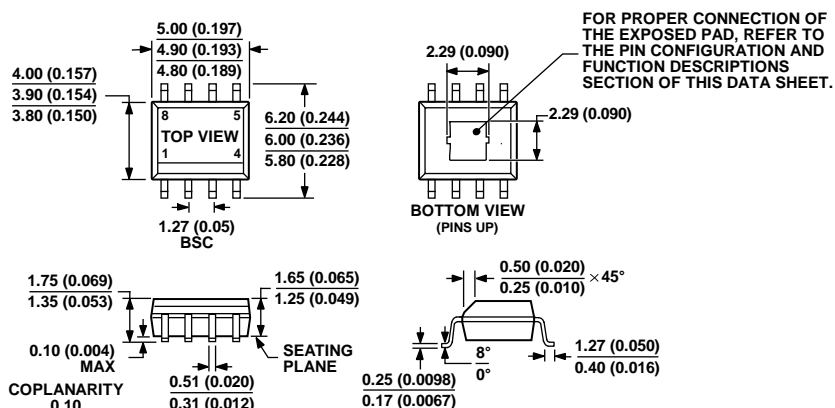 5.00 (0.197)
4.90 (0.193)
4.80 (0.189)
4.00 (0.157)
3.90 (0.154)
3.80 (0.150)
8
5
TOP VIEW
1
4
6.20 (0.244)
6.00 (0.236)
5.80 (0.228)
1.27 (0.05)
BSC
2.29 (0.090)
FOR PROPER CONNECTION OF
THE EXPOSED PAD, REFER TO
THE PIN CONFIGURATION AND
FUNCTION DESCRIPTIONS
SECTION OF THIS DATA SHEET.
2.29 (0.090)
BOTTOM VIEW
(PINS UP)
1.75 (0.069)
1.35 (0.053)
1.65 (0.065)
1.25 (0.049)
0.10 (0.004)
MAX
COPLANARITY
0.10
SEATING
PLANE
0.51 (0.020)
0.31 (0.012)
0.50 (0.020)
0.25 (0.010)
×45°
8°
0°
0.25 (0.0098)
0.17 (0.0067)
1.27 (0.050)
0.40 (0.016)